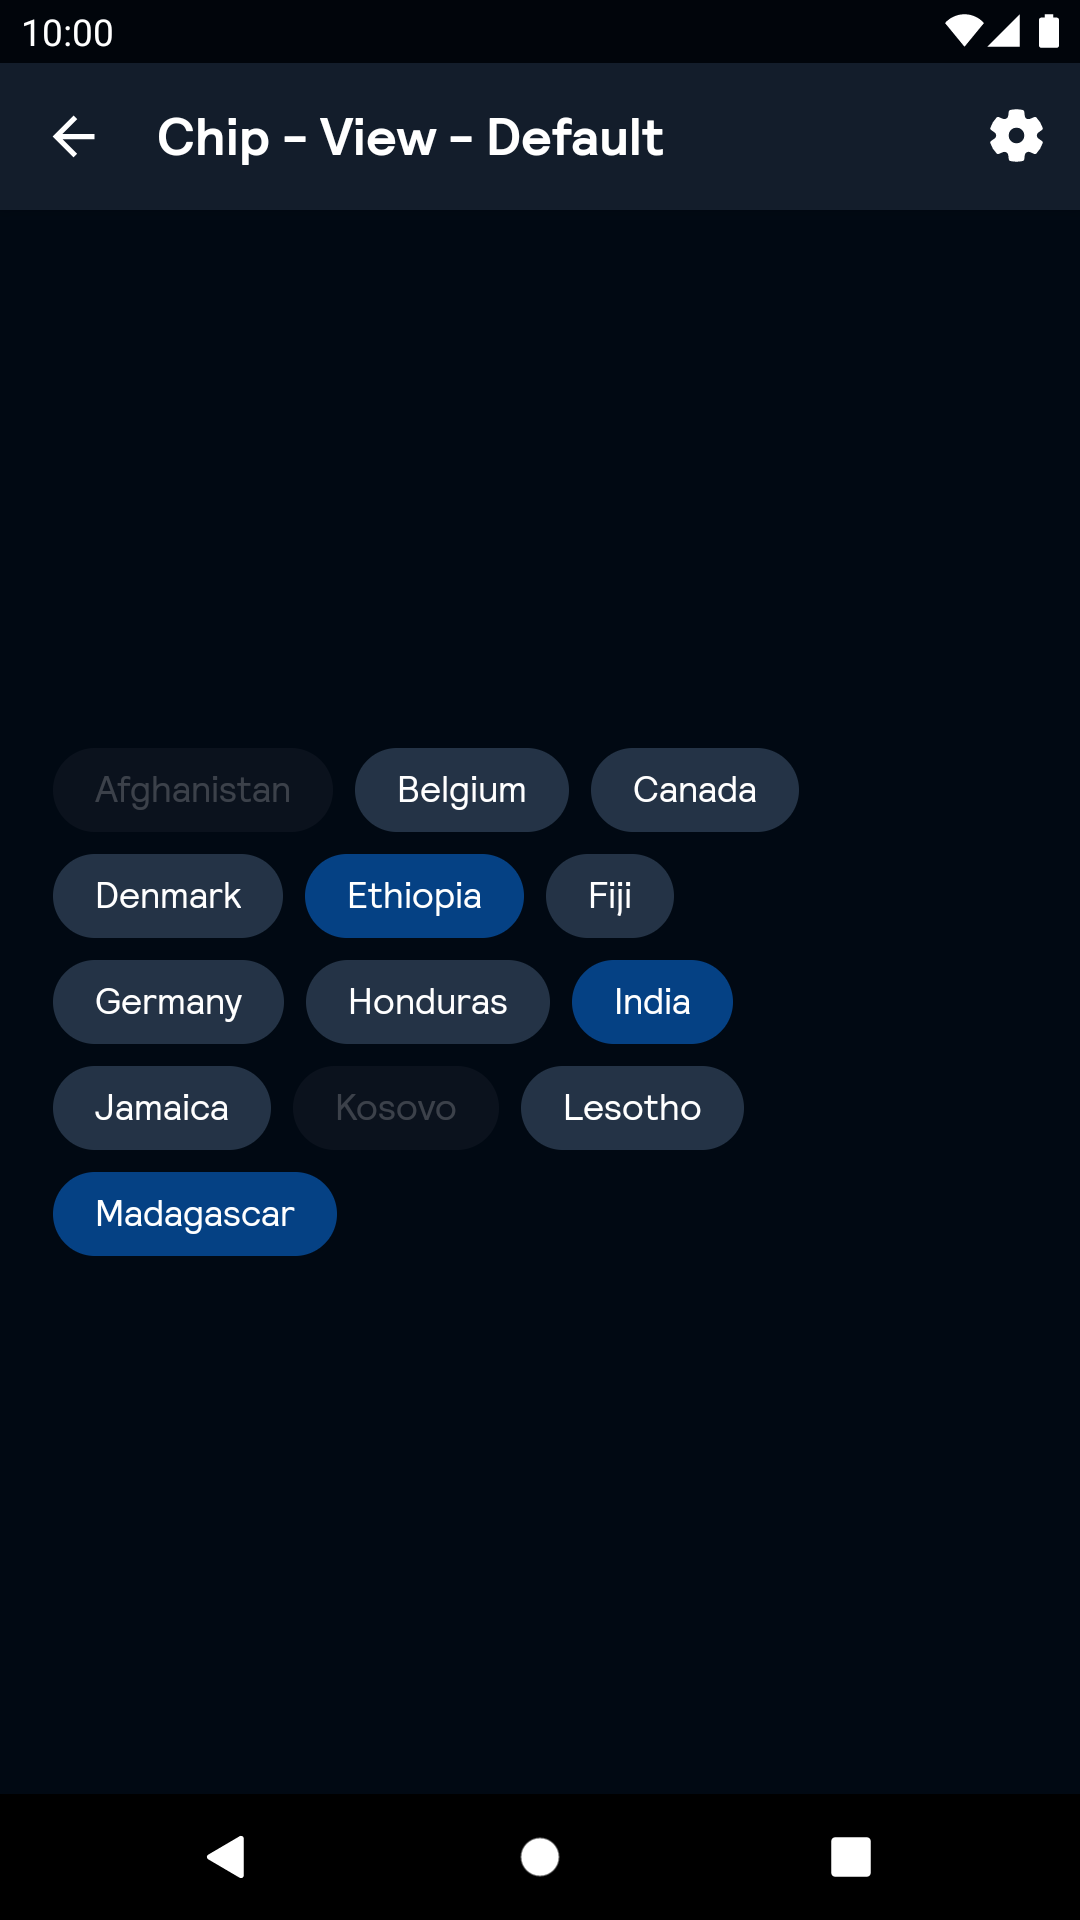 10:00
Chip - View - Default
Afghanistan Belgium Canada
Denmark Ethiopia Fiji
Germany Honduras India
Jamaica Kosovo Lesotho
Madagascar